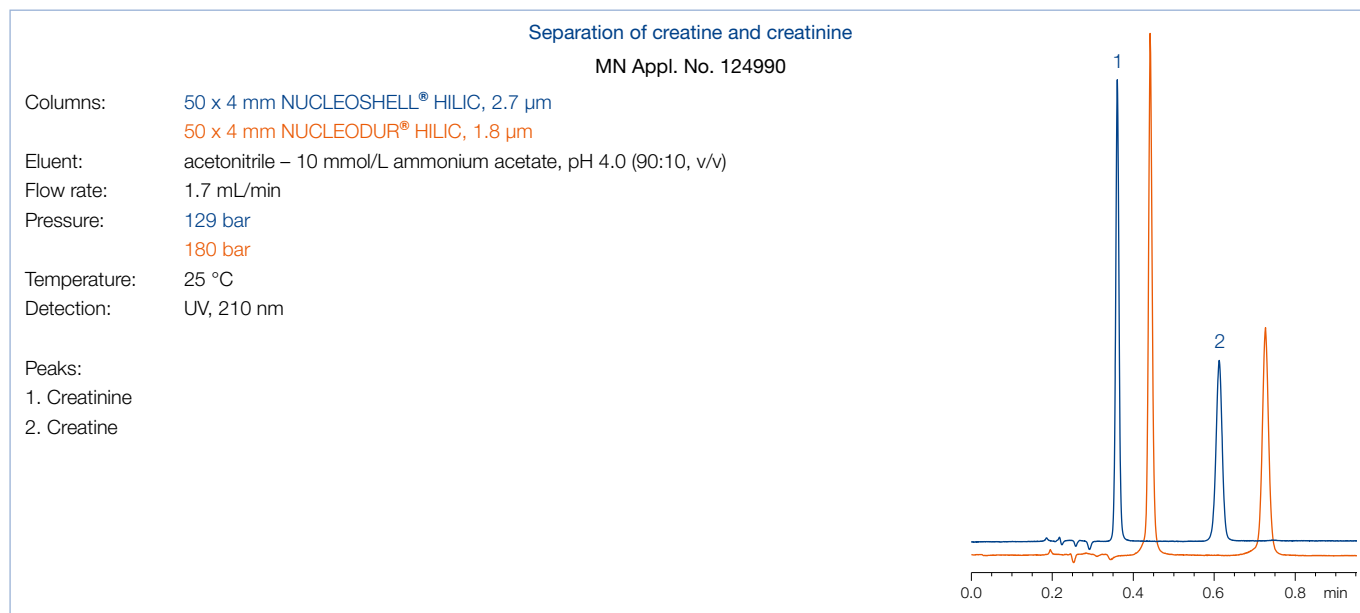 Separation of creatine and creatinine
MN Appl. No. 124990
Columns: 50 x 4 mm NUCLEOSHELL® HILIC, 2.7 µm
50 x 4 mm NUCLEODUR® HILIC, 1.8 µm
Eluent: acetonitrile – 10 mmol/L ammonium acetate, pH 4.0 (90:10, v/v)
Flow rate: 1.7 mL/min
Pressure: 129 bar
180 bar
Temperature: 25 °C
Detection: UV, 210 nm
Peaks:
1. Creatinine
2. Creatine
1
2
0.0 0.2 0.4 0.6 0.8 min